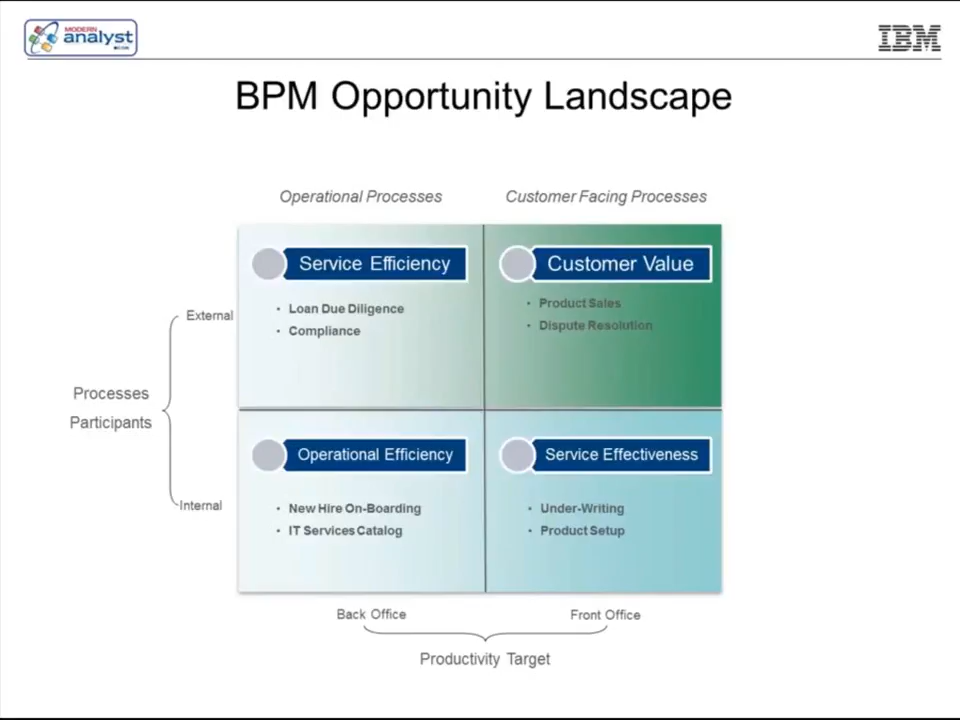 MODERN
analyst
IBM
BPM Opportunity Landscape
Operational Processes
Customer Facing Processes
Service Efficiency
Customer Value
• Loan Due Diligence
• Compliance
• Product Sales
• Dispute Resolution
External
Processes
Participants
Internal
Operational Efficiency
Service Effectiveness
• New Hire On-Boarding
• IT Services Catalog
• Under-Writing
• Product Setup
Back Office
Front Office
Productivity Target